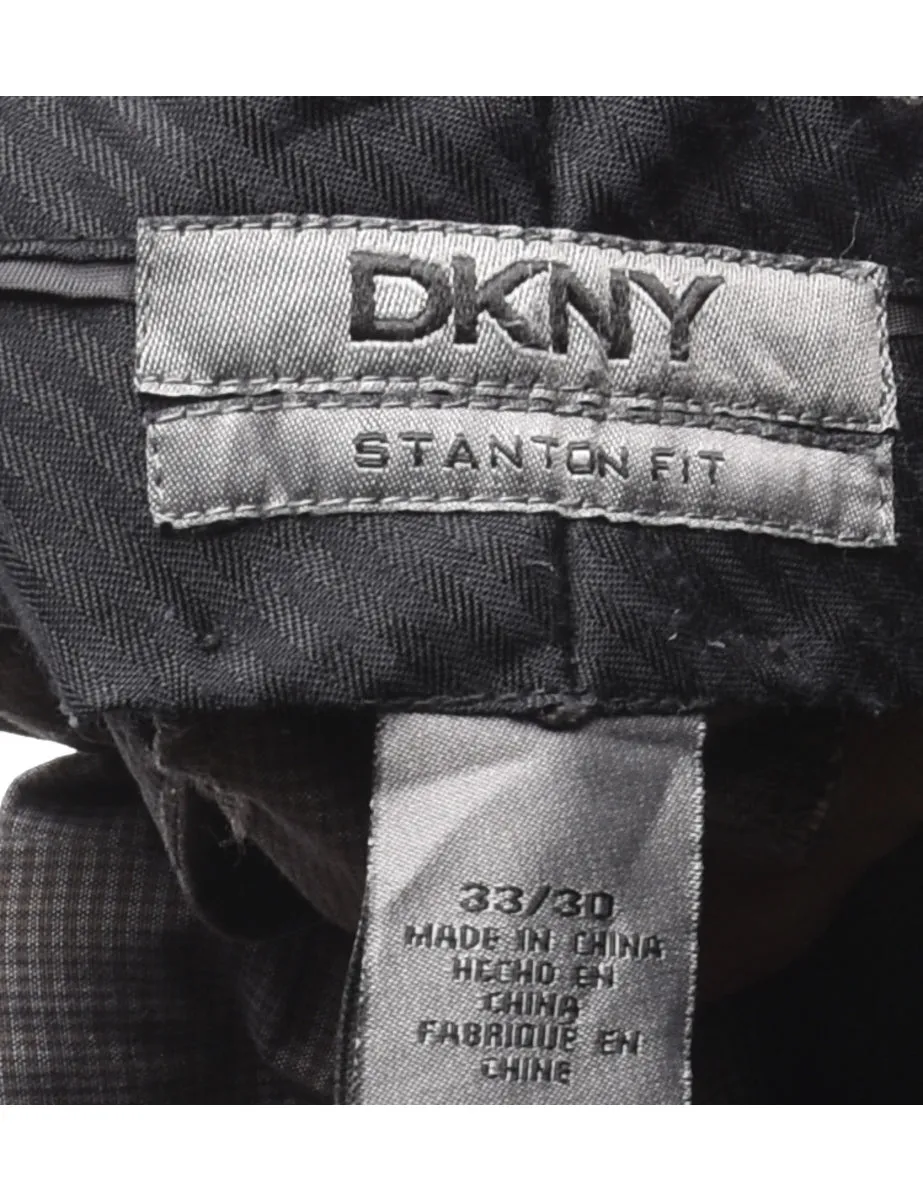 DKNY
STANTON FIT
33/30
MADE IN CHINA
HECHO EN
CHINA
FABRIQUE EN
CHINE